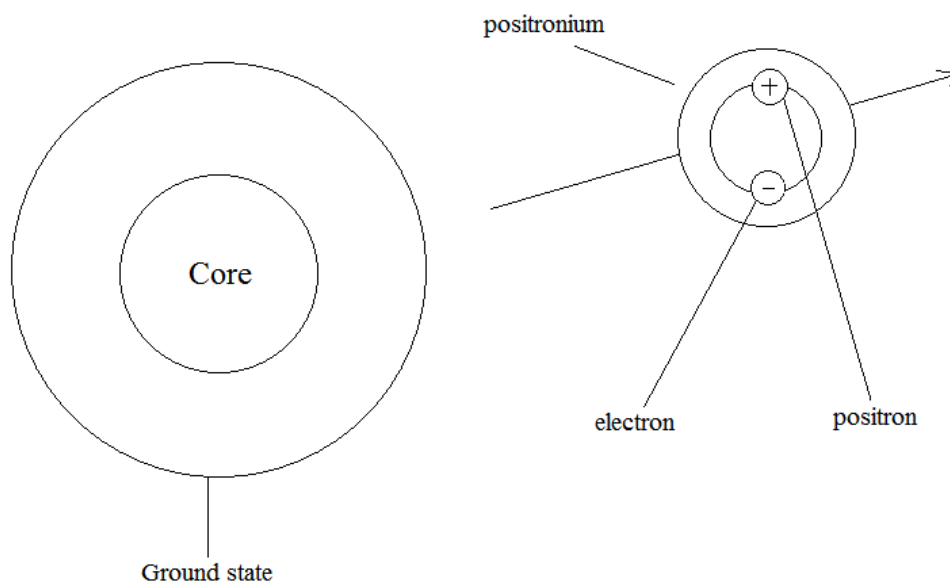 positronium
+
Core
-
electron
positron
Ground state